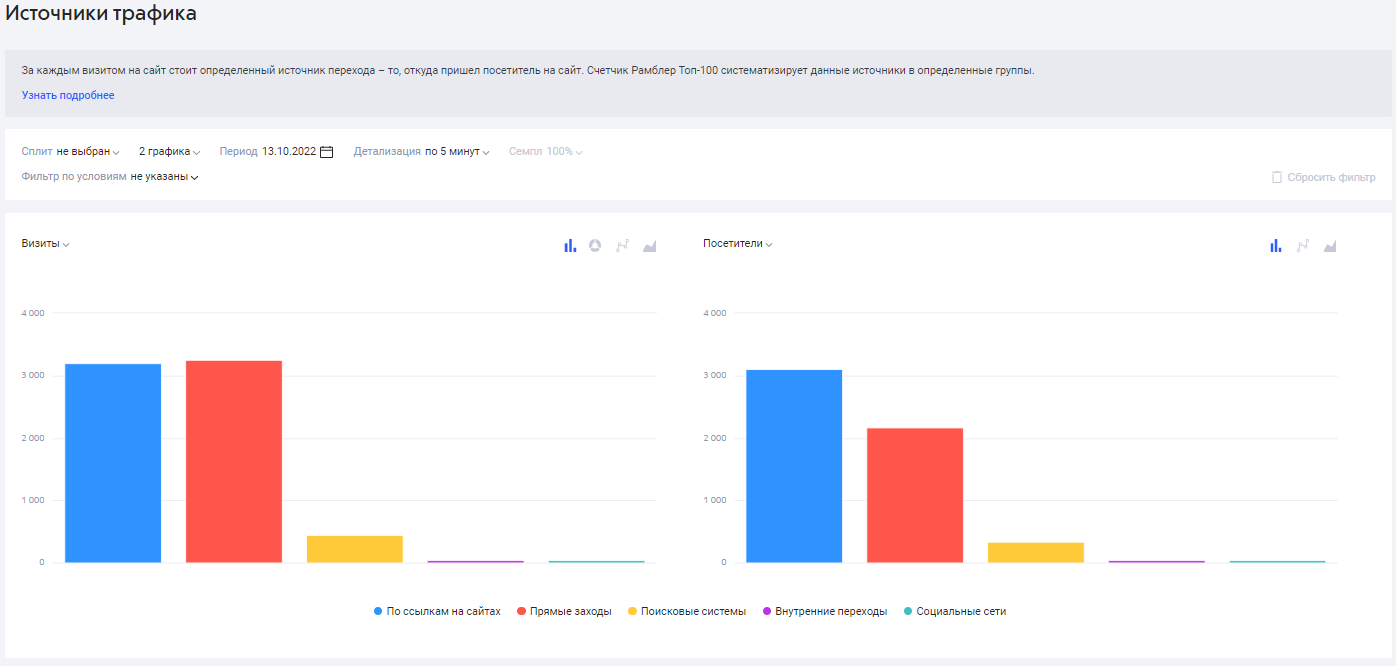 Источники трафика
За каждым визитом на сайт стоит определенный источник перехода – то, откуда пришел посетитель на сайт. Счетчик Рамблер Топ-100 систематизирует данные источники в определенные группы.
Узнать подробнее
Сплит не выбран 2 графика Период 13.10.2022 Детализация по 5 минут Семпл 100%
Фильтр по условиям не указаны Сбросить фильтр
Визиты Посетители
4 000 4 000
3 000 3 000
2 000 2 000
1 000 1 000
0 0
По ссылкам на сайтах Прямые заходы Поисковые системы Внутренние переходы Социальные сети